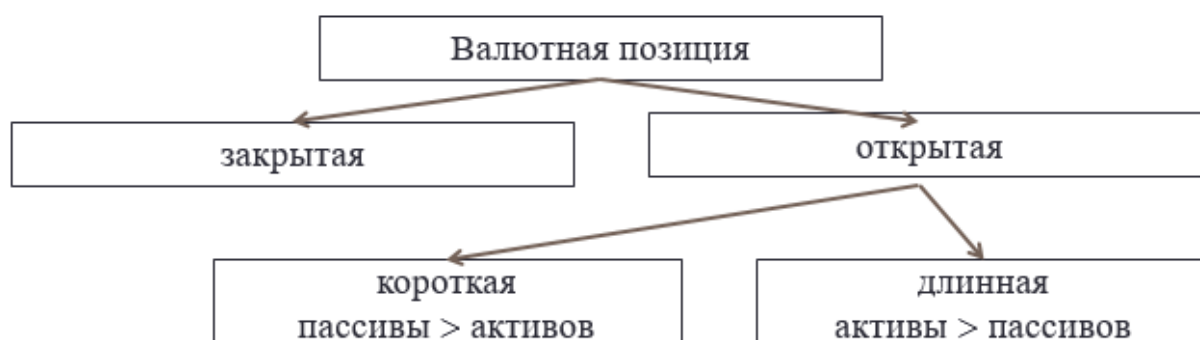 Валютная позиция
закрытая
открытая
короткая
пассивы > активов
длинная
активы > пассивов